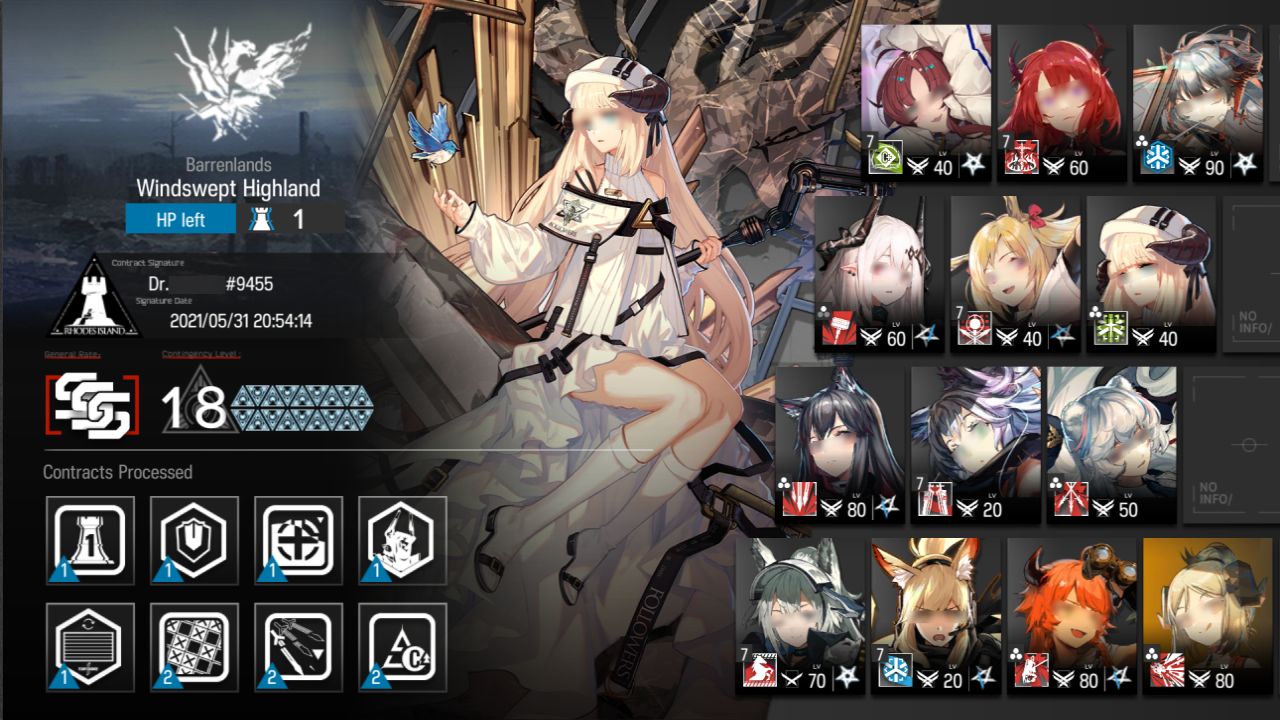 Barrenlands
Windswept Highland
HP left 1
Contract Signature
Dr. #9455
Signature Date
2021/05/31 20:54:14
RHODES ISLAND
General Rate.
Contingency Level :
18
Contracts Processed
1
1 1 1 1
1 2 2 2
C
7 LV 40
7 LV 60
LV 90
LV 60
7 LV 40
LV 40
NO
INFO/
LV 80
7 LV 20
LV 50
NO
INFO/
7 LV 70
7 LV 20
LV 80
LV 80
FOLLOWERS